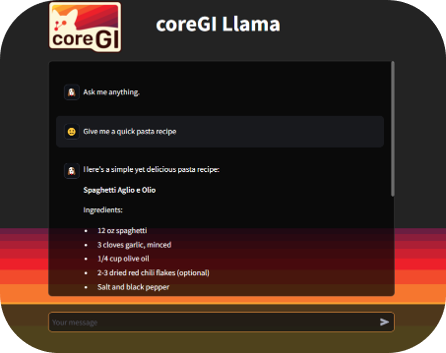 coreGI
coreGI Llama
Ask me anything.
Give me a quick pasta recipe
Here's a simple yet delicious pasta recipe:
Spaghetti Aglio e Olio
Ingredients:
• 12 oz spaghetti
• 3 cloves garlic, minced
• 1/4 cup olive oil
• 2-3 dried red chili flakes (optional)
• Salt and black pepper
Your message